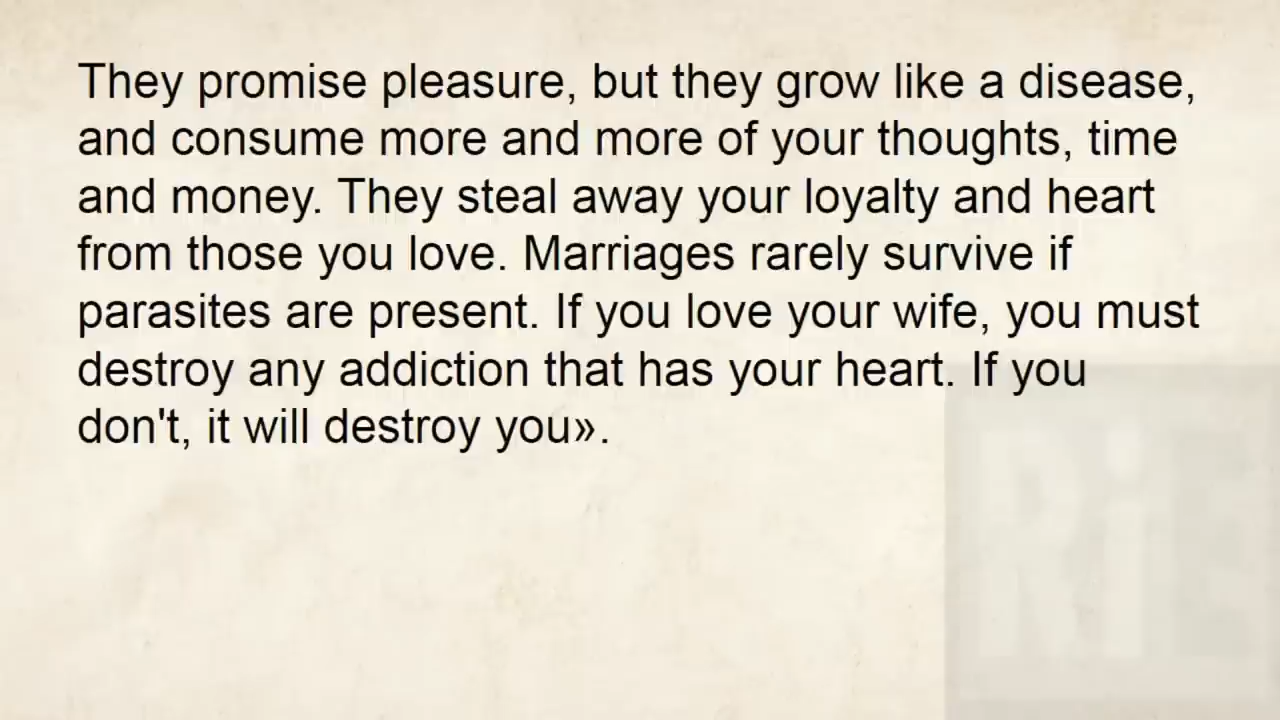 They promise pleasure, but they grow like a disease,
and consume more and more of your thoughts, time
and money. They steal away your loyalty and heart
from those you love. Marriages rarely survive if
parasites are present. If you love your wife, you must
destroy any addiction that has your heart. If you
don't, it will destroy you».
RiE